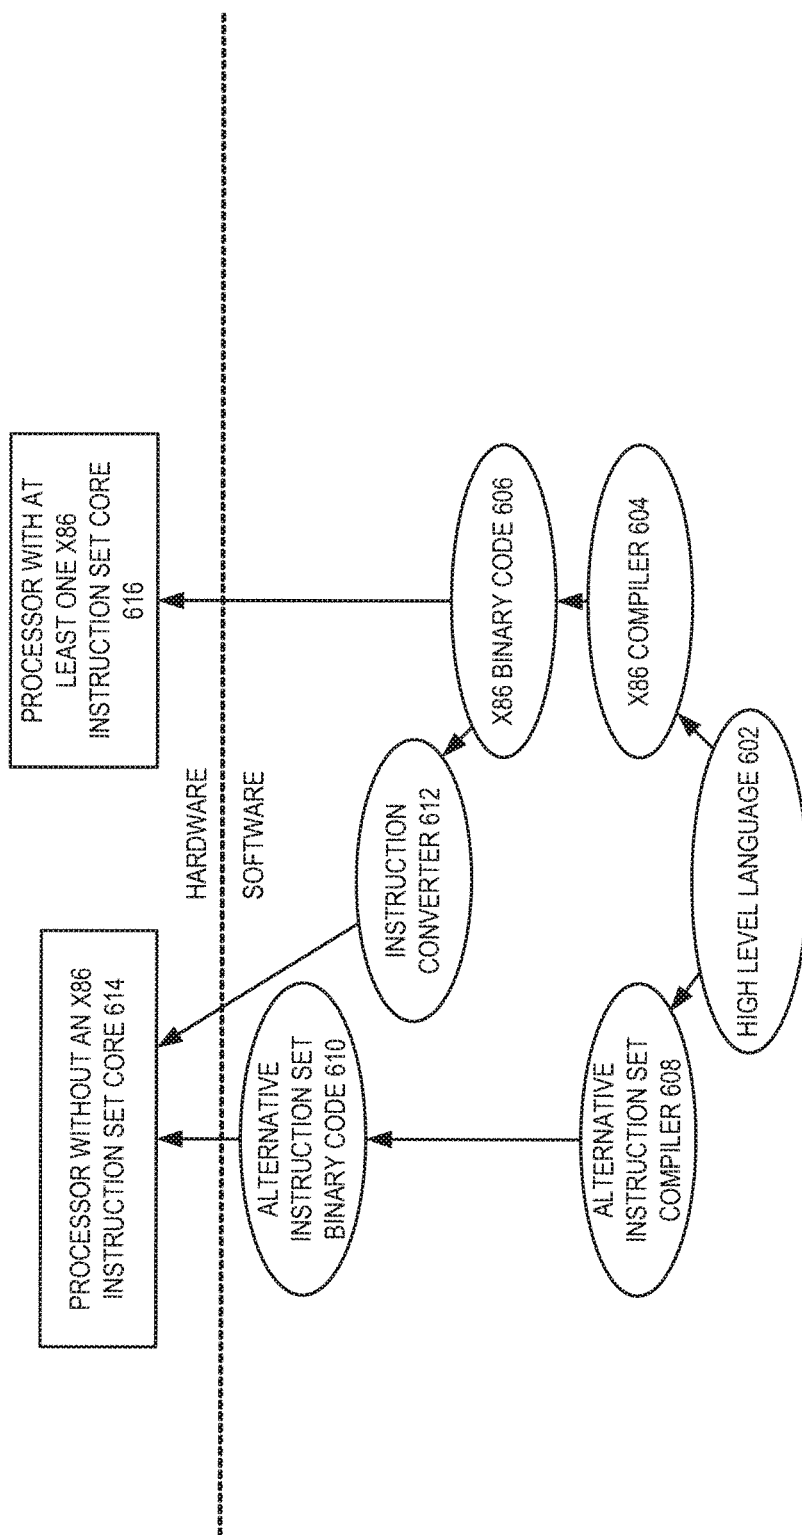 PROCESSOR WITHOUT AN X86
INSTRUCTION SET CORE 614
PROCESSOR WITH AT
LEAST ONE X86
INSTRUCTION SET CORE
616
HARDWARE
SOFTWARE
ALTERNATIVE
INSTRUCTION SET
BINARY CODE 610
INSTRUCTION
CONVERTER 612
X86 BINARY CODE 606
ALTERNATIVE
INSTRUCTION SET
COMPILER 608
X86 COMPILER 604
HIGH LEVEL LANGUAGE 602